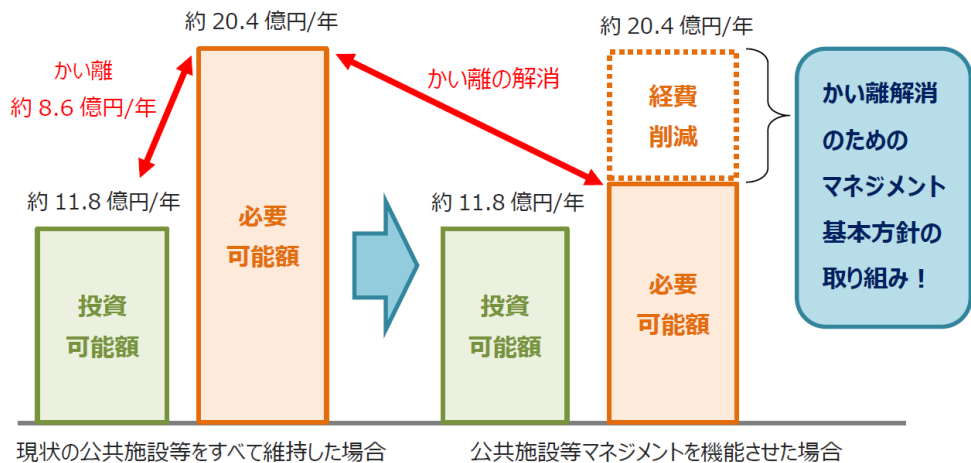 約 20.4 億円/年
かい離
約 8.6 億円/年
約 11.8 億円/年
投資
可能額
必要
可能額
現状の公共施設等をすべて維持した場合
かい離の解消
約 20.4 億円/年
経費
削減
約 11.8 億円/年
投資
可能額
必要
可能額
公共施設等マネジメントを機能させた場合
かい離解消
のための
マネジメント
基本方針の
取り組み！